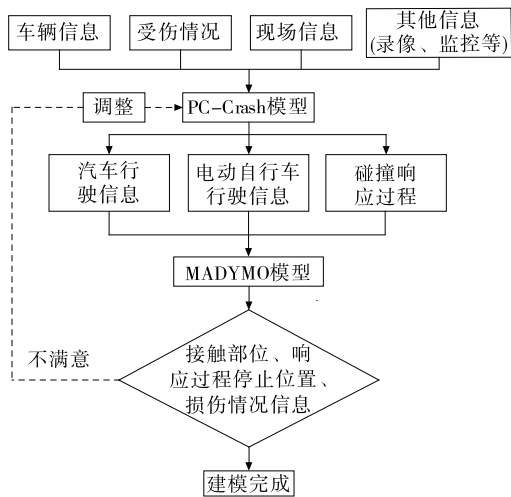 车辆信息
受伤情况
现场信息
其他信息
(录像、监控等)
调整
PC-Crash模型
汽车行
驶信息
电动自行车
行驶信息
碰撞响
应过程
MADYMO模型
不满意
接触部位、响
应过程停止位置、
损伤情况信息
建模完成